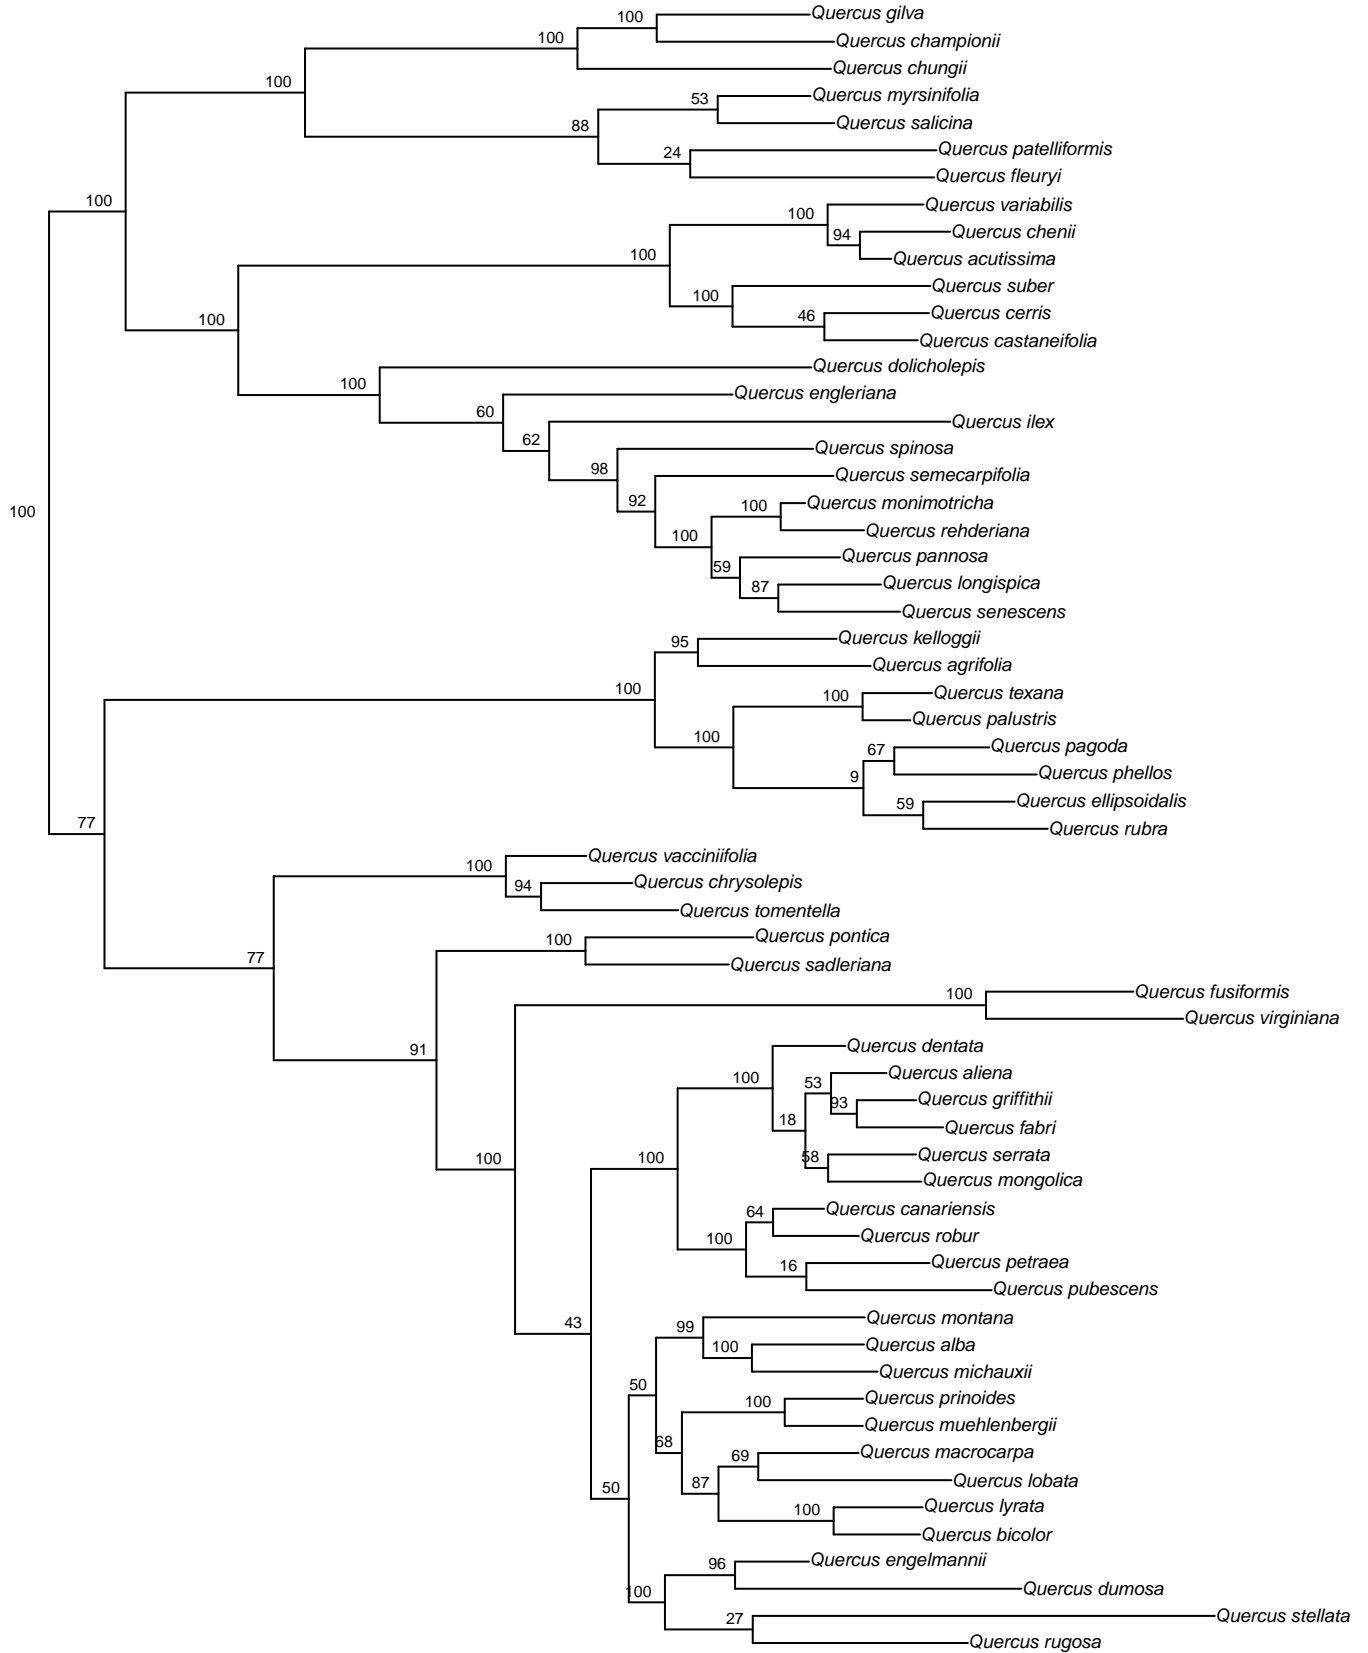 100 Quercus gilva
100 Quercus championii
Quercus chungii
100
53 Quercus myrsinifolia
88 Quercus salicina
24 Quercus patelliformis
Quercus fleuryi
100
100 Quercus variabilis
94 Quercus chenii
100 Quercus acutissima
100 Quercus suber
100 46 Quercus cerris
Quercus castaneifolia
100 Quercus dolicholepis
60 Quercus engleriana
62 Quercus ilex
98 Quercus spinosa
92 Quercus semecarpifolia
100 Quercus monimotricha
100 Quercus rehderiana
59 Quercus pannosa
87 Quercus longispica
Quercus senescens
100
95 Quercus kelloggii
Quercus agrifolia
100
100 Quercus texana
100 Quercus palustris
67 Quercus pagoda
9 Quercus phellos
59 Quercus ellipsoidalis
77 Quercus rubra
100 Quercus vacciniifolia
94 Quercus chrysolepis
Quercus tomentella
77
100 Quercus pontica
Quercus sadleriana
100 Quercus fusiformis
Quercus virginiana
91
100 Quercus dentata
53 Quercus aliena
93 Quercus griffithii
18 Quercus fabri
58 Quercus serrata
100 100 Quercus mongolica
64 Quercus canariensis
100 Quercus robur
16 Quercus petraea
Quercus pubescens
43
99 Quercus montana
100 Quercus alba
Quercus michauxii
50
100 Quercus prinoides
68 Quercus muehlenbergii
69 Quercus macrocarpa
87 Quercus lobata
50 100 Quercus lyrata
Quercus bicolor
96 Quercus engelmannii
100 Quercus dumosa
27 Quercus stellata
Quercus rugosa